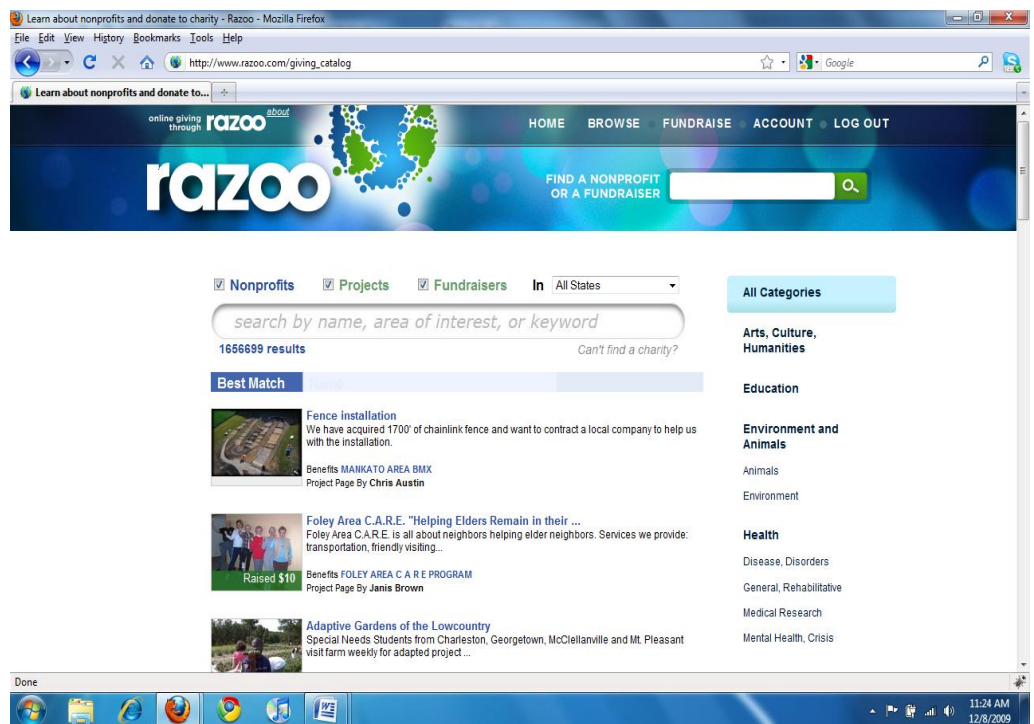 Learn about nonprofits and donate to charity - Razoo - Mozilla Firefox
File Edit View History Bookmarks Tools Help
http://www.razoo.com/giving_catalog
Google
Learn about nonprofits and donate to...
online giving through razoo about
HOME BROWSE FUNDRAISE ACCOUNT LOG OUT
razoo
FIND A NONPROFIT
OR A FUNDRAISER
Nonprofits Projects Fundraisers In All States
search by name, area of interest, or keyword
1656699 results Can't find a charity?
Best Match Name
Fence installation
We have acquired 1700' of chainlink fence and want to contract a local company to help us
with the installation.
Benefits MANKATO AREA BMX
Project Page By Chris Austin
Foley Area C.A.R.E. "Helping Elders Remain in their ...
Foley Area C.A.R.E. is all about neighbors helping elder neighbors. Services we provide:
transportation, friendly visiting...
Raised $10
Benefits FOLEY AREA C A R E PROGRAM
Project Page By Janis Brown
Adaptive Gardens of the Lowcountry
Special Needs Students from Charleston, Georgetown, McClellanville and Mt. Pleasant
visit farm weekly for adapted project ...
All Categories
Arts, Culture,
Humanities
Education
Environment and
Animals
Animals
Environment
Health
Disease, Disorders
General, Rehabilitative
Medical Research
Mental Health, Crisis
Done
11:24 AM
12/8/2009